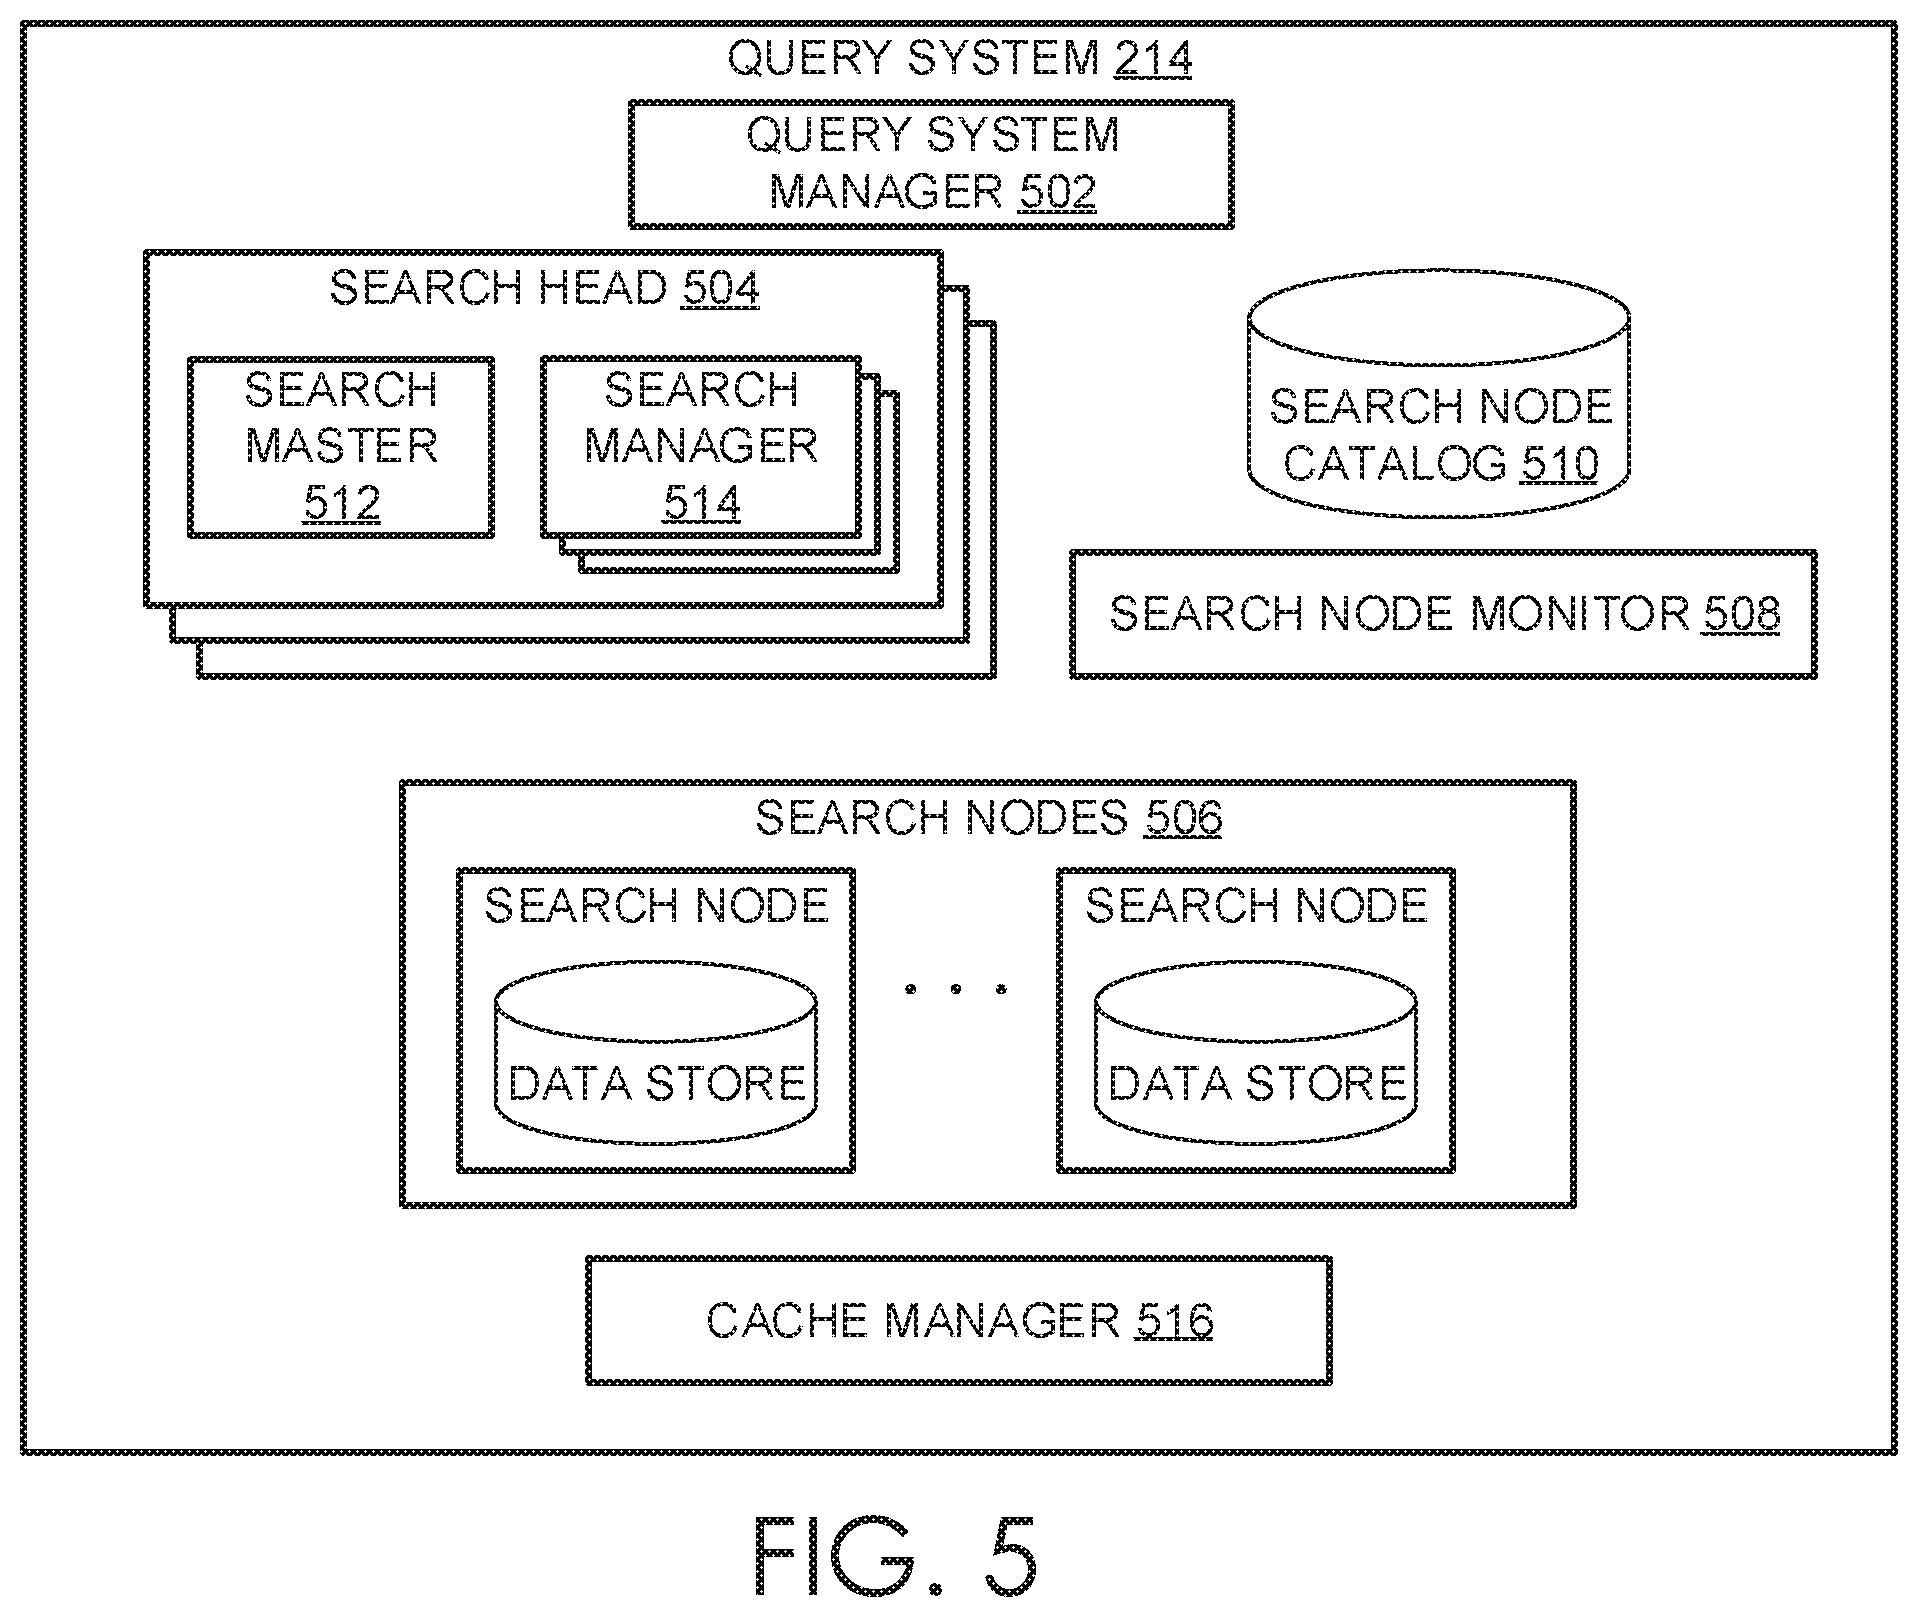 QUERY SYSTEM 214
QUERY SYSTEM
MANAGER 502
SEARCH HEAD 504
SEARCH
MASTER
512
SEARCH
MANAGER
514
SEARCH NODE
CATALOG 510
SEARCH NODE MONITOR 508
SEARCH NODES 506
SEARCH NODE
DATA STORE
. . .
SEARCH NODE
DATA STORE
CACHE MANAGER 516
FIG. 5